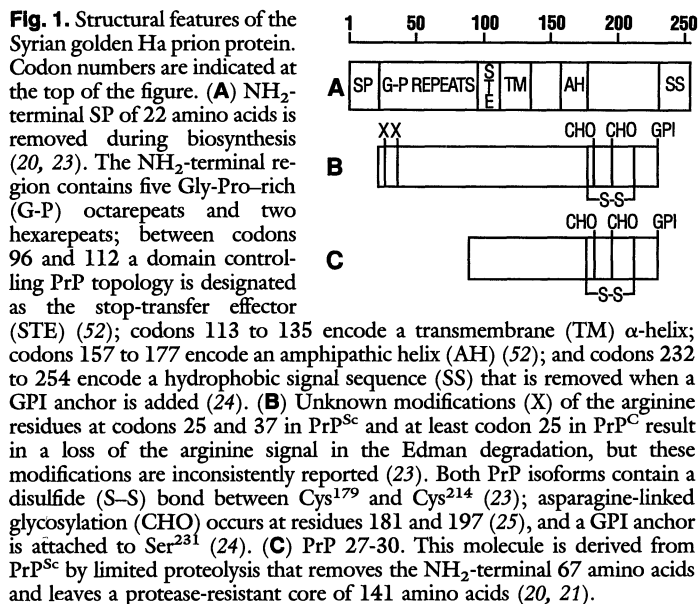 Fig. 1. Structural features of the
Syrian golden Ha prion protein.
Codon numbers are indicated at
the top of the figure. (A) NH2-
terminal SP of 22 amino acids is
removed during biosynthesis
(20, 23). The NH2-terminal re-
gion contains five Gly-Pro–rich
(G-P) octarepeats and two
hexarepeats; between codons
96 and 112 a domain control-
ling PrP topology is designated
as the stop-transfer effector
1 50 100 150 200 250
A SP G-P REPEATS STE TM AH SS
XX CHO CHO GPI
B
S-S
CHO CHO GPI
C
S-S
(STE) (52); codons 113 to 135 encode a transmembrane (TM) α-helix;
codons 157 to 177 encode an amphipathic helix (AH) (52); and codons 232
to 254 encode a hydrophobic signal sequence (SS) that is removed when a
GPI anchor is added (24). (B) Unknown modifications (X) of the arginine
residues at codons 25 and 37 in PrPSc and at least codon 25 in PrPC result
in a loss of the arginine signal in the Edman degradation, but these
modifications are inconsistently reported (23). Both PrP isoforms contain a
disulfide (S–S) bond between Cys179 and Cys214 (23); asparagine-linked
glycosylation (CHO) occurs at residues 181 and 197 (25), and a GPI anchor
is attached to Ser231 (24). (C) PrP 27-30. This molecule is derived from
PrPSc by limited proteolysis that removes the NH2-terminal 67 amino acids
and leaves a protease-resistant core of 141 amino acids (20, 21).